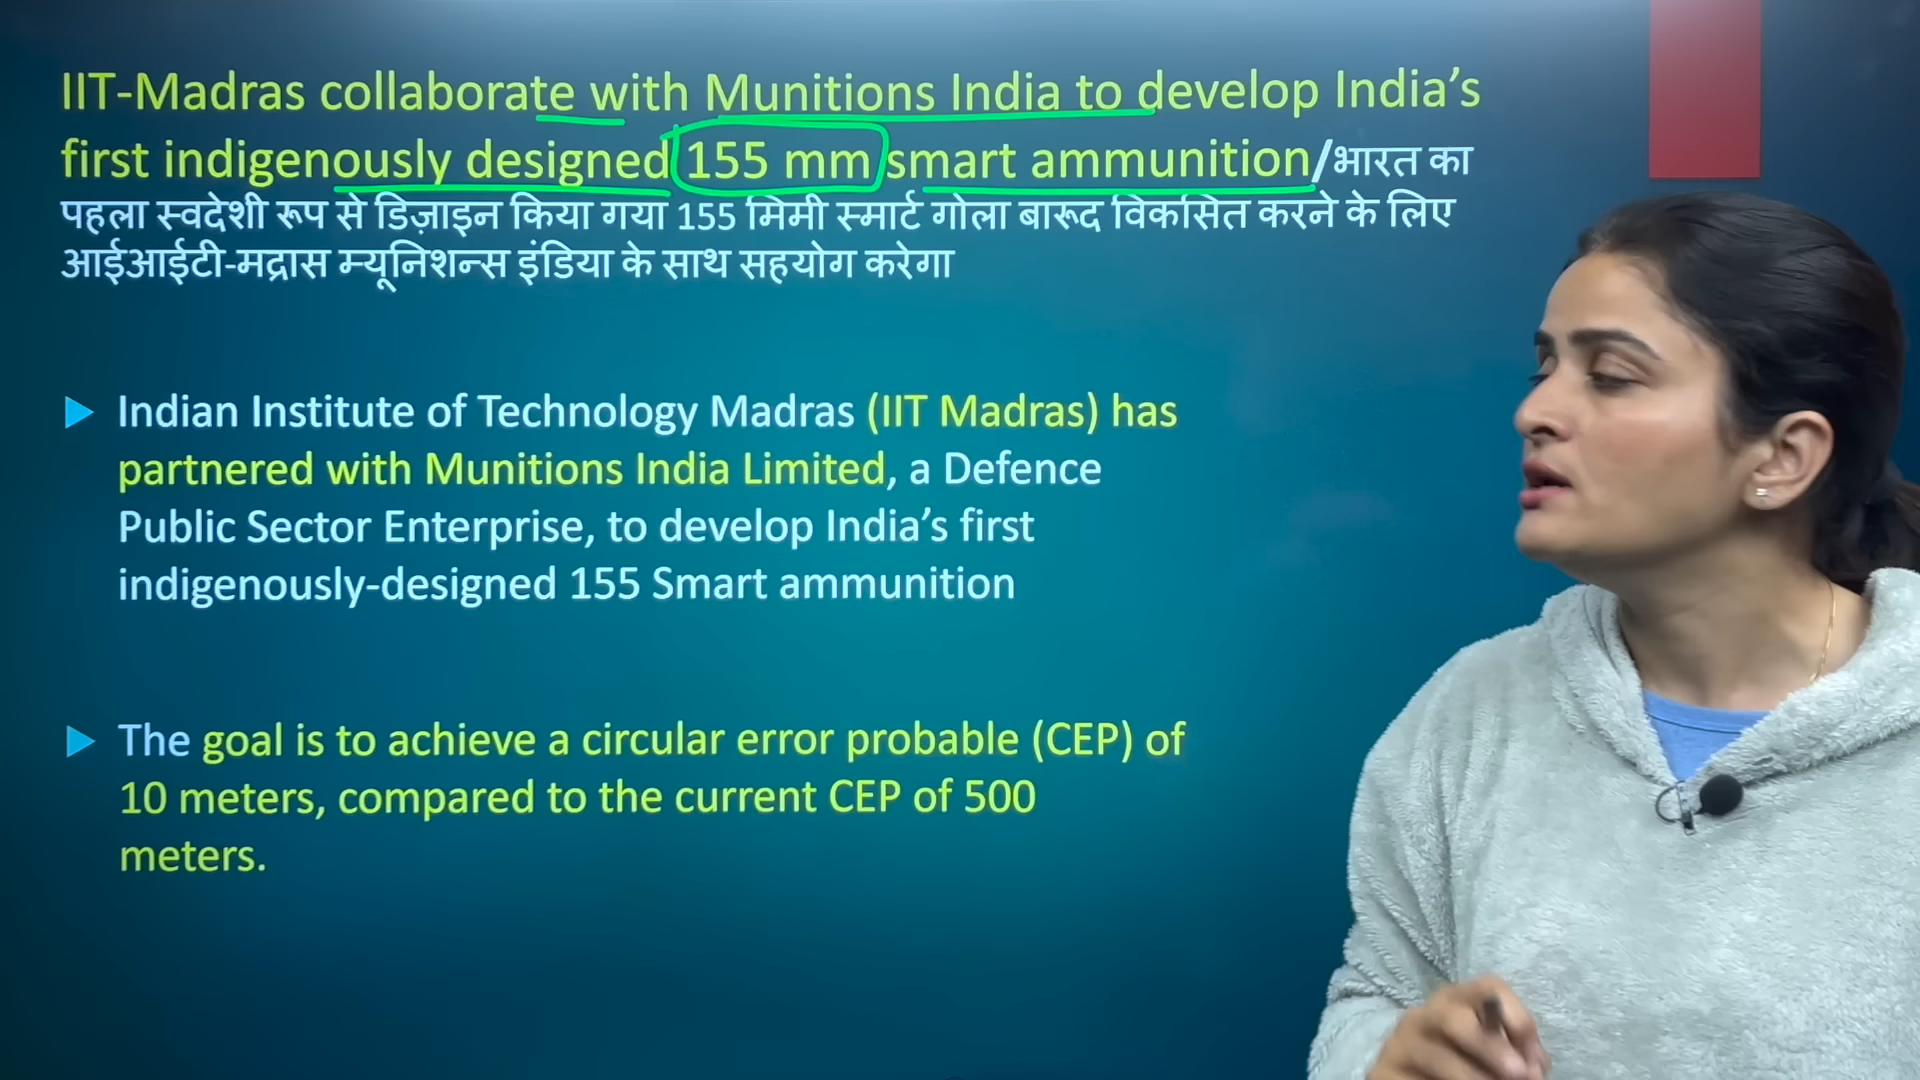 IIT-Madras collaborate with Munitions India to develop India’s
first indigenously designed 155 mm smart ammunition/भारत का
पहला स्वदेशी रूप से डिज़ाइन किया गया 155 मिमी स्मार्ट गोला बारूद विकसित करने के लिए
आईआईटी-मद्रास म्यूनिशन्स इंडिया के साथ सहयोग करेगा
Indian Institute of Technology Madras (IIT Madras) has
partnered with Munitions India Limited, a Defence
Public Sector Enterprise, to develop India’s first
indigenously-designed 155 Smart ammunition
The goal is to achieve a circular error probable (CEP) of
10 meters, compared to the current CEP of 500
meters.